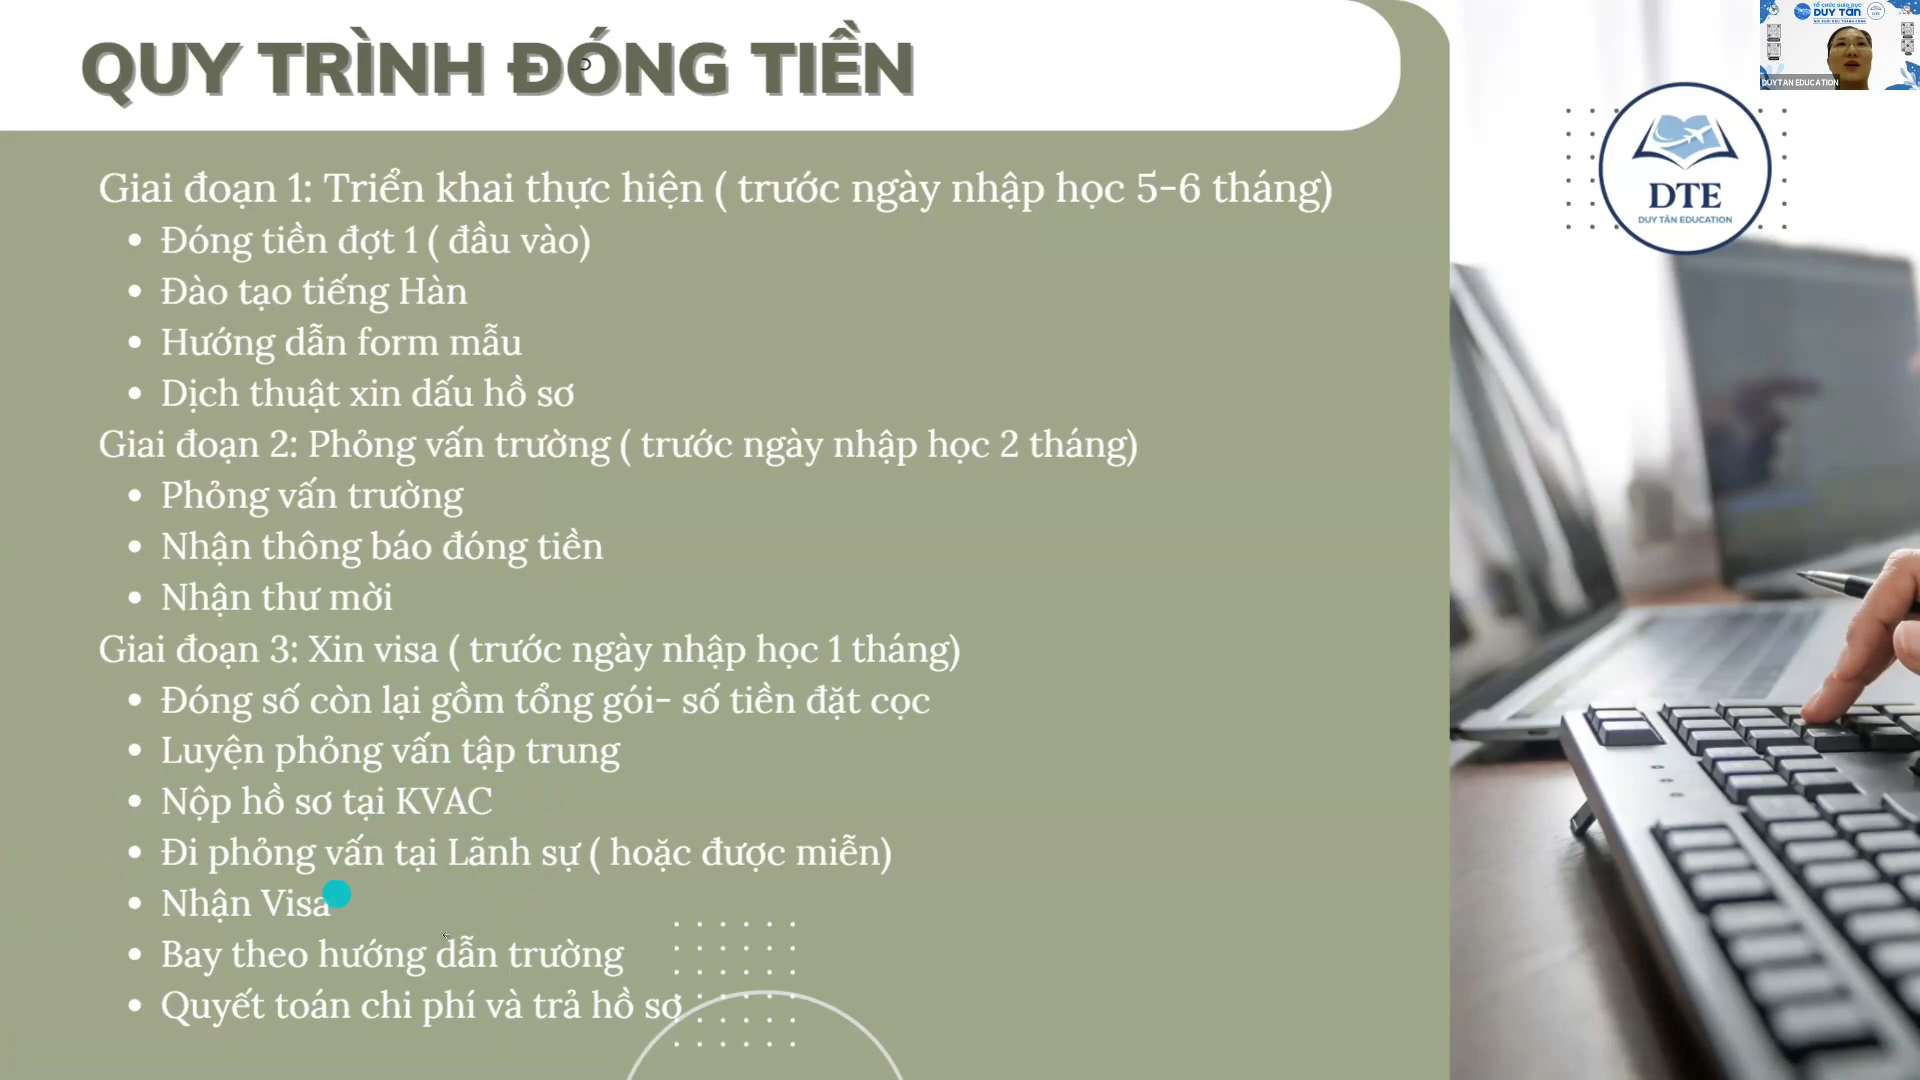 QUY TRÌNH ĐÓNG TIỀN
Giai đoạn 1: Triển khai thực hiện ( trước ngày nhập học 5-6 tháng)
• Đóng tiền đợt 1 ( đầu vào)
• Đào tạo tiếng Hàn
• Hướng dẫn form mẫu
• Dịch thuật xin dấu hồ sơ
Giai đoạn 2: Phỏng vấn trường ( trước ngày nhập học 2 tháng)
• Phỏng vấn trường
• Nhận thông báo đóng tiền
• Nhận thư mời
Giai đoạn 3: Xin visa ( trước ngày nhập học 1 tháng)
• Đóng số còn lại gồm tổng gói- số tiền đặt cọc
• Luyện phỏng vấn tập trung
• Nộp hồ sơ tại KVAC
• Đi phỏng vấn tại Lãnh sự ( hoặc được miễn)
• Nhận Visa
• Bay theo hướng dẫn trường
• Quyết toán chi phí và trả hồ sơ
TỔ CHỨC GIÁO DỤC
DUY TÂN
DUYTAN EDUCATION
DTE
DUY TÂN EDUCATION